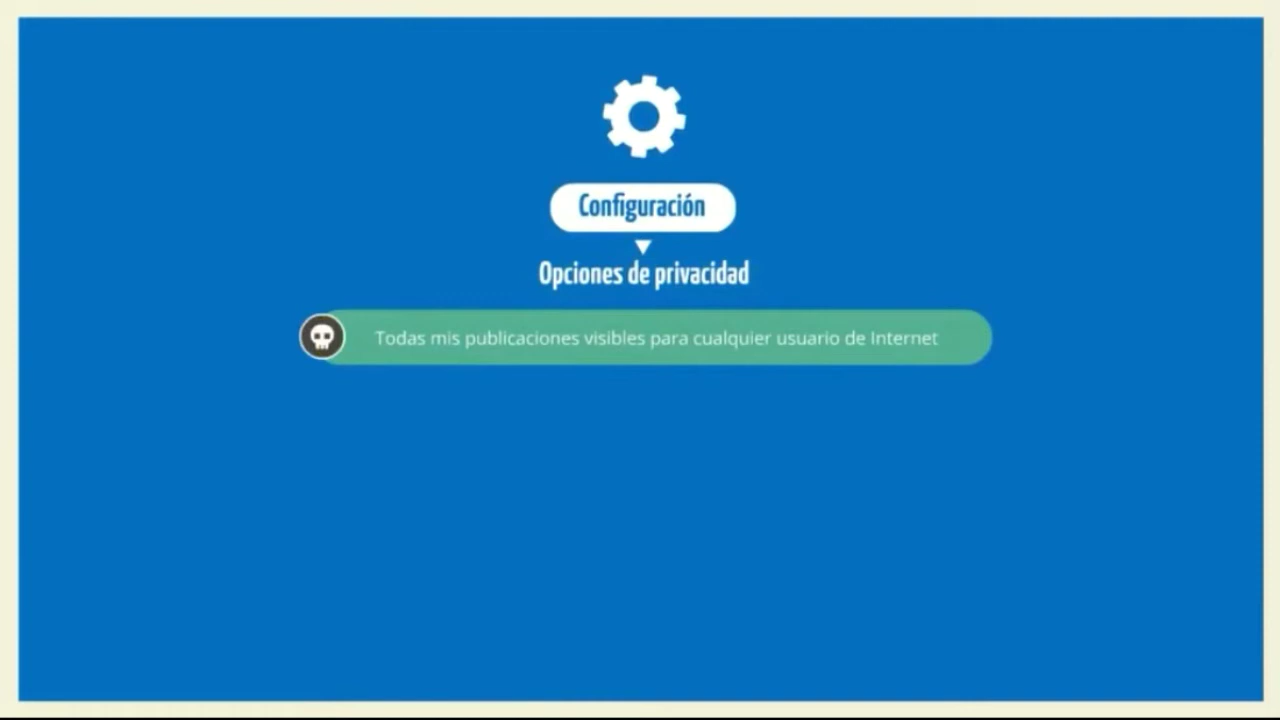 Configuración
Opciones de privacidad
Todas mis publicaciones visibles para cualquier usuario de Internet